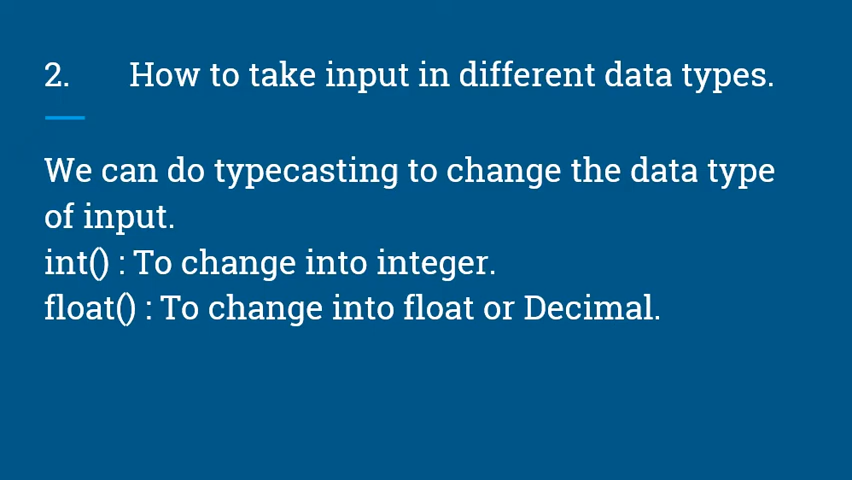 2. How to take input in different data types.
We can do typecasting to change the data type
of input.
int() : To change into integer.
float() : To change into float or Decimal.